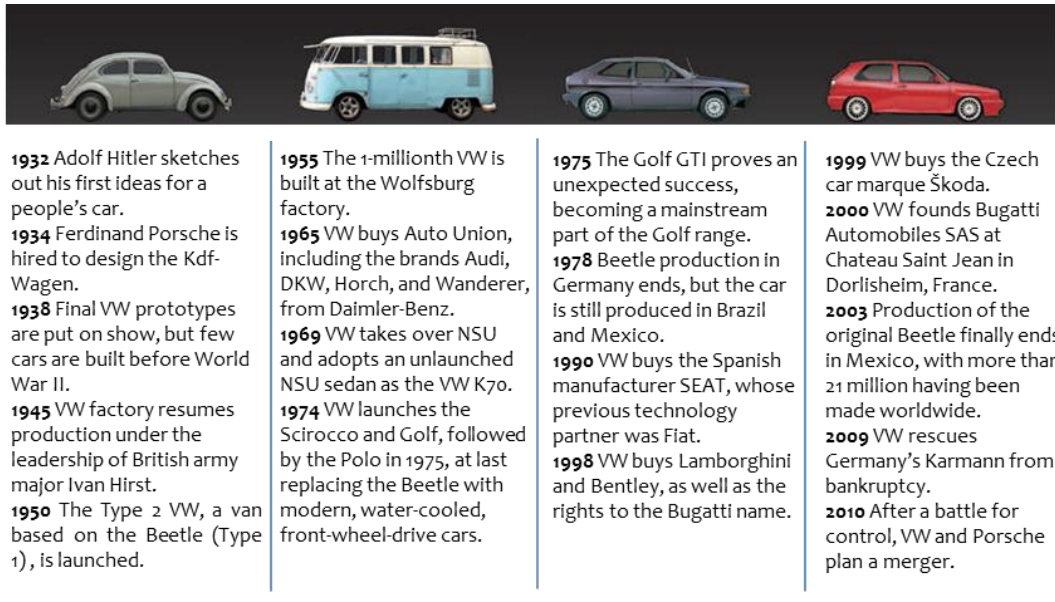 1932 Adolf Hitler sketches
out his first ideas for a
people's car.
1934 Ferdinand Porsche is
hired to design the Kdf-
Wagen.
1938 Final VW prototypes
are put on show, but few
cars are built before World
War II.
1945 VW factory resumes
production under the
leadership of British army
major Ivan Hirst.
1950 The Type 2 VW, a van
based on the Beetle (Type
1), is launched.
1955 The 1-millionth VW is
built at the Wolfsburg
factory.
1965 VW buys Auto Union,
including the brands Audi,
DKW, Horch, and Wanderer,
from Daimler-Benz.
1969 VW takes over NSU
and adopts an unlaunched
NSU sedan as the VW K70.
1974 VW launches the
Scirocco and Golf, followed
by the Polo in 1975, at last
replacing the Beetle with
modern, water-cooled,
front-wheel-drive cars.
1975 The Golf GTI proves an
unexpected success,
becoming a mainstream
part of the Golf range.
1978 Beetle production in
Germany ends, but the car
is still produced in Brazil
and Mexico.
1990 VW buys the Spanish
manufacturer SEAT, whose
previous technology
partner was Fiat.
1998 VW buys Lamborghini
and Bentley, as well as the
rights to the Bugatti name.
1999 VW buys the Czech
car marque Škoda.
2000 VW founds Bugatti
Automobiles SAS at
Chateau Saint Jean in
Dorlisheim, France.
2003 Production of the
original Beetle finally ends
in Mexico, with more than
21 million having been
made worldwide.
2009 VW rescues
Germany's Karmann from
bankruptcy.
2010 After a battle for
control, VW and Porsche
plan a merger.